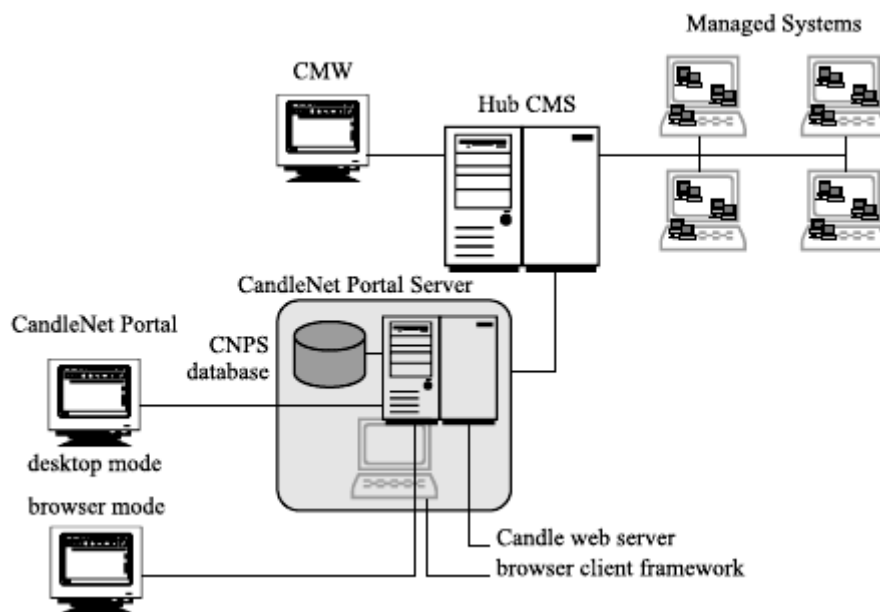 Managed Systems
CMW
Hub CMS
CandleNet Portal Server
CandleNet Portal
CNPS
database
desktop mode
browser mode
Candle web server
browser client framework